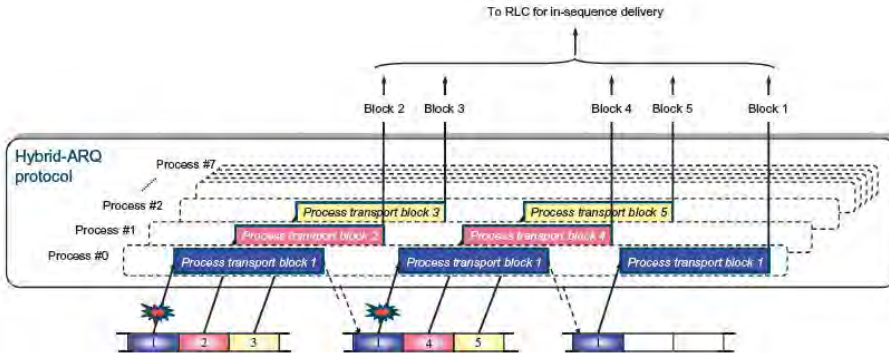 To RLC for in-sequence delivery
Block 2 Block 3 Block 4 Block 5 Block 1
Hybrid-ARQ
protocol
Process #7
Process #2
Process transport block 3 Process transport block 5
Process #1
Process transport block 2 Process transport block 4
Process #0
Process transport block 1 Process transport block 1 Process transport block 1
1 2 3 1 4 5 1